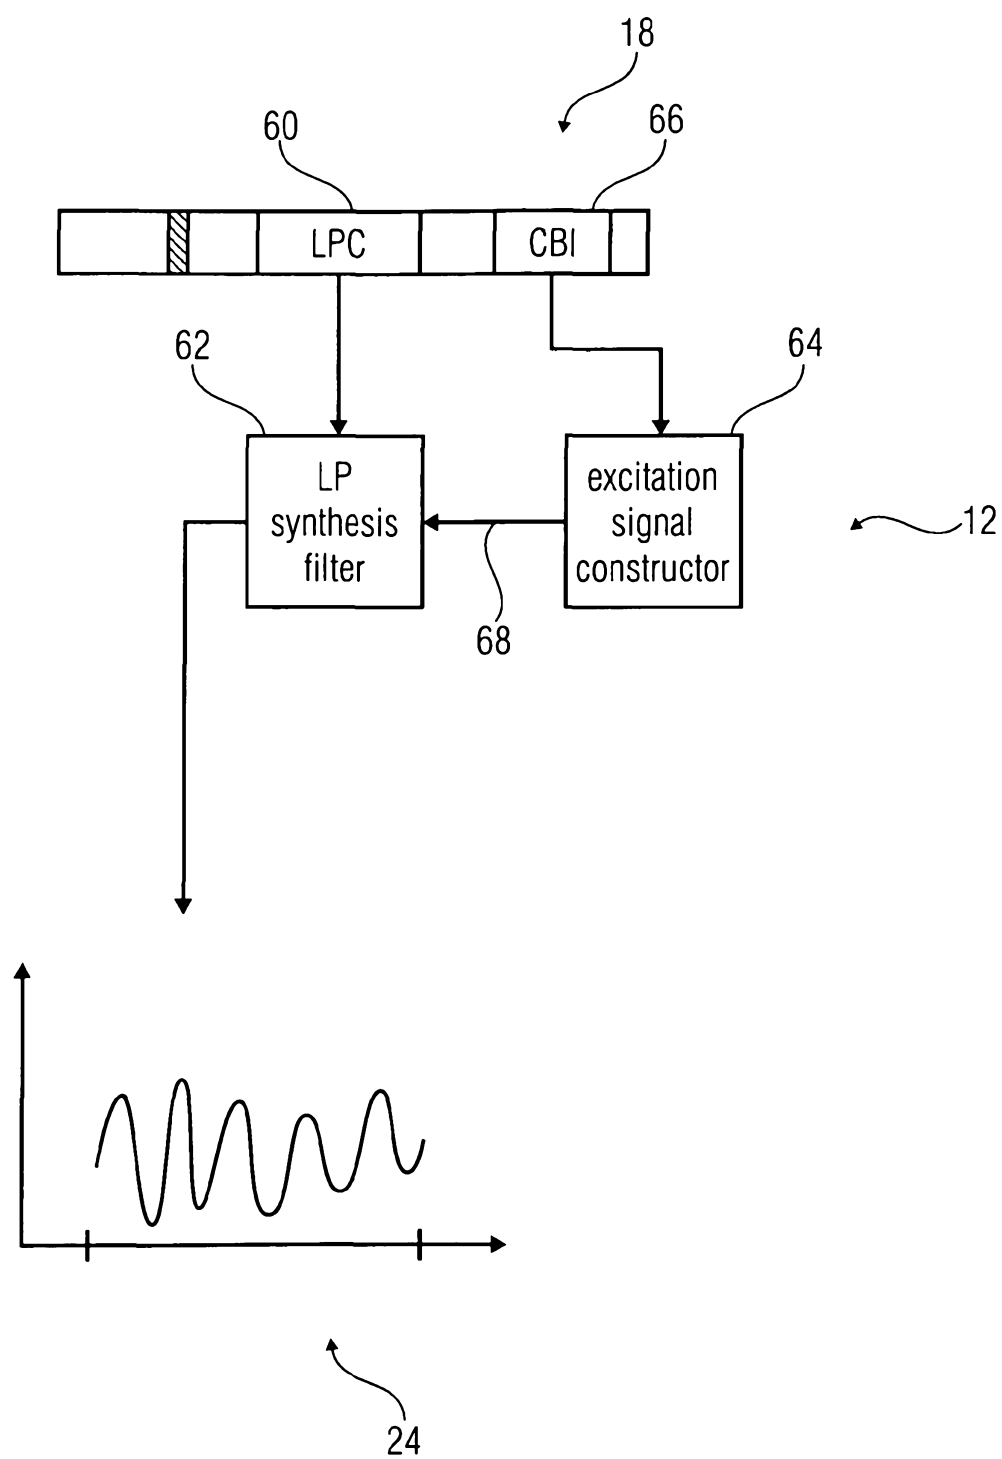 18
60
66
LPC
CBI
62
64
LP
synthesis
filter
excitation
signal
constructor
12
68
24